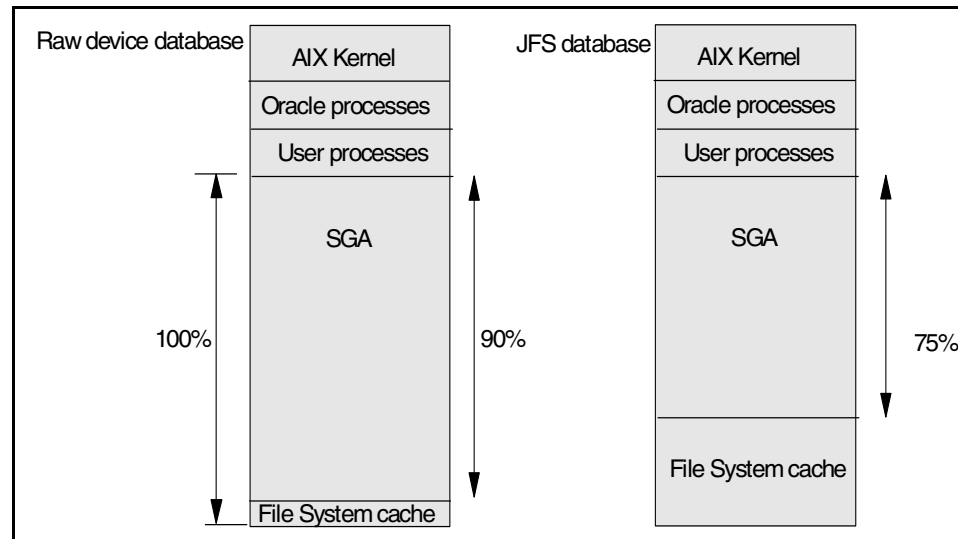 Raw device database
AIX Kernel
Oracle processes
User processes
SGA
100%
90%
File System cache
JFS database
AIX Kernel
Oracle processes
User processes
SGA
75%
File System cache